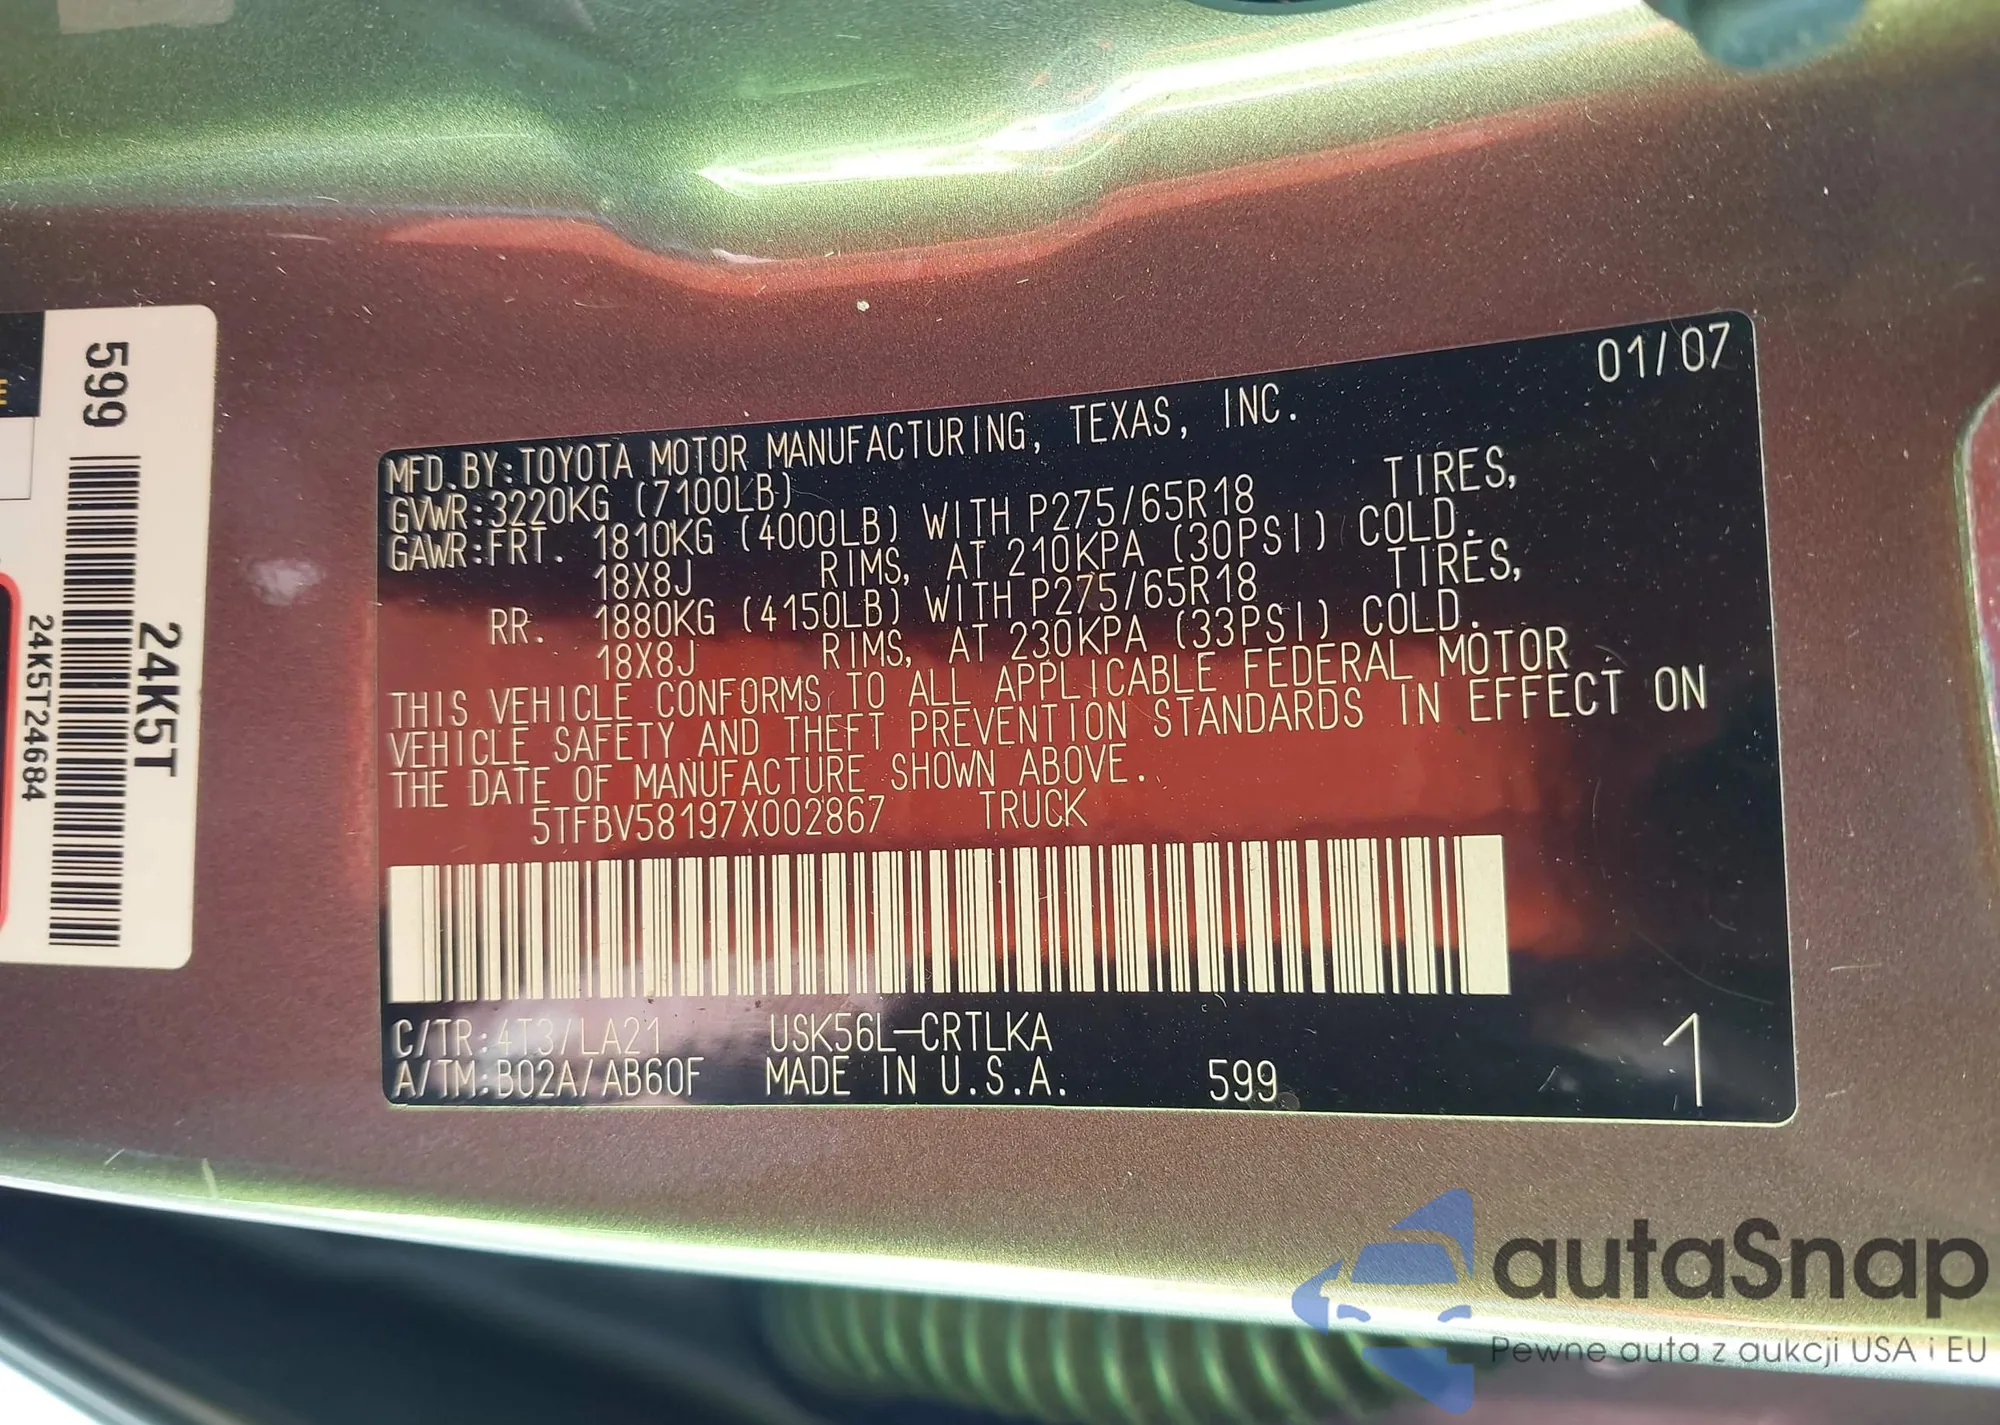 01/07
MFD.BY:TOYOTA MOTOR MANUFACTURING, TEXAS, INC.
GVWR:3220KG (7100LB)
GAWR:FRT. 1810KG (4000LB) WITH P275/65R18 TIRES,
18X8J RIMS, AT 210KPA (30PSI) COLD.
RR. 1880KG (4150LB) WITH P275/65R18 TIRES,
18X8J RIMS, AT 230KPA (33PSI) COLD.
THIS VEHICLE CONFORMS TO ALL APPLICABLE FEDERAL MOTOR
VEHICLE SAFETY AND THEFT PREVENTION STANDARDS IN EFFECT ON
THE DATE OF MANUFACTURE SHOWN ABOVE.
5TFBV58197X002867 TRUCK
C/TR:4T3/LA21 USK56L-CRTLKA
A/TM:B02A/AB60F MADE IN U.S.A. 599 1
599
24K5T
24K5T24684
E
autaSnap
Pewne auta z aukcji USA i EU